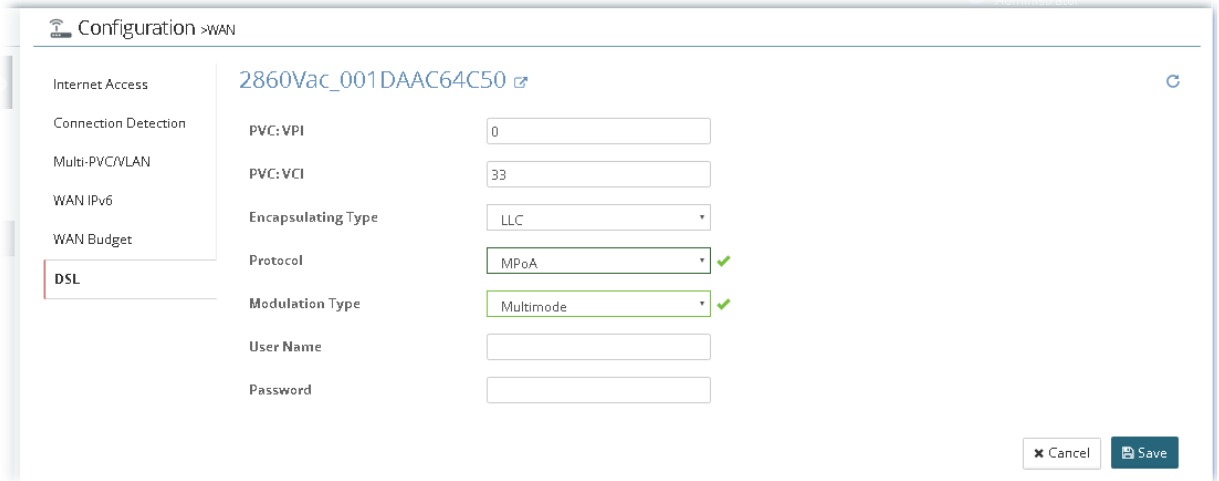 Configuration >WAN
Internet Access
Connection Detection
Multi-PVC/VLAN
WAN IPv6
WAN Budget
DSL
2860Vac_001DAAC64C50
PVC: VPI
0
PVC: VCI
33
Encapsulating Type
LLC
Protocol
MPoA
Modulation Type
Multimode
User Name
Password
Cancel
Save